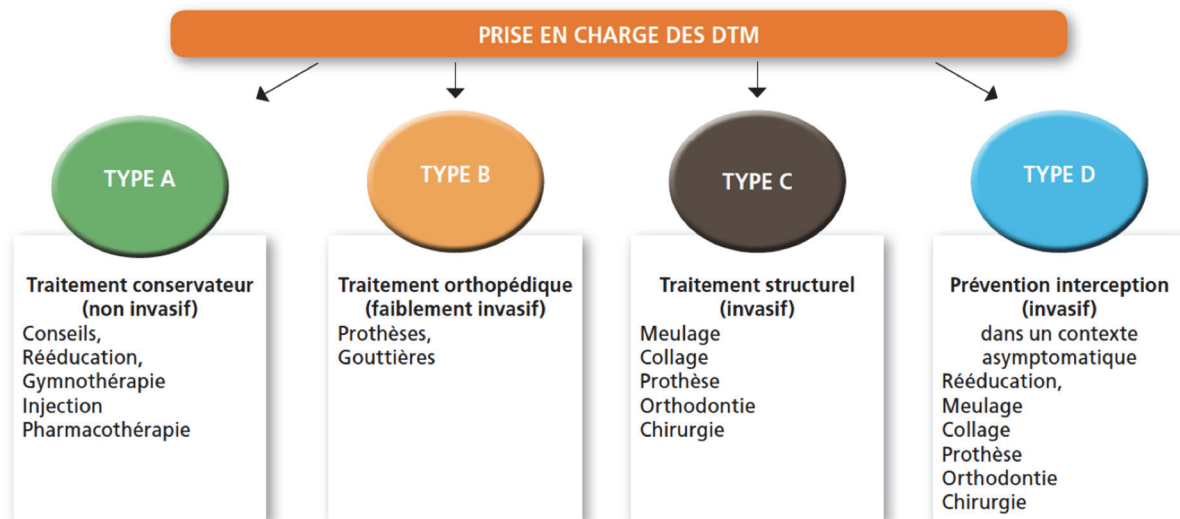 PRISE EN CHARGE DES DTM
TYPE A
TYPE B
TYPE C
TYPE D
Traitement conservateur
(non invasif)
Conseils,
Rééducation,
Gymnothérapie
Injection
Pharmacothérapie
Traitement orthopédique
(faiblement invasif)
Prothèses,
Gouttières
Traitement structurel
(invasif)
Meulage
Collage
Prothèse
Orthodontie
Chirurgie
Prévention interception
(invasif)
dans un contexte
asymptomatique
Rééducation,
Meulage
Collage
Prothèse
Orthodontie
Chirurgie